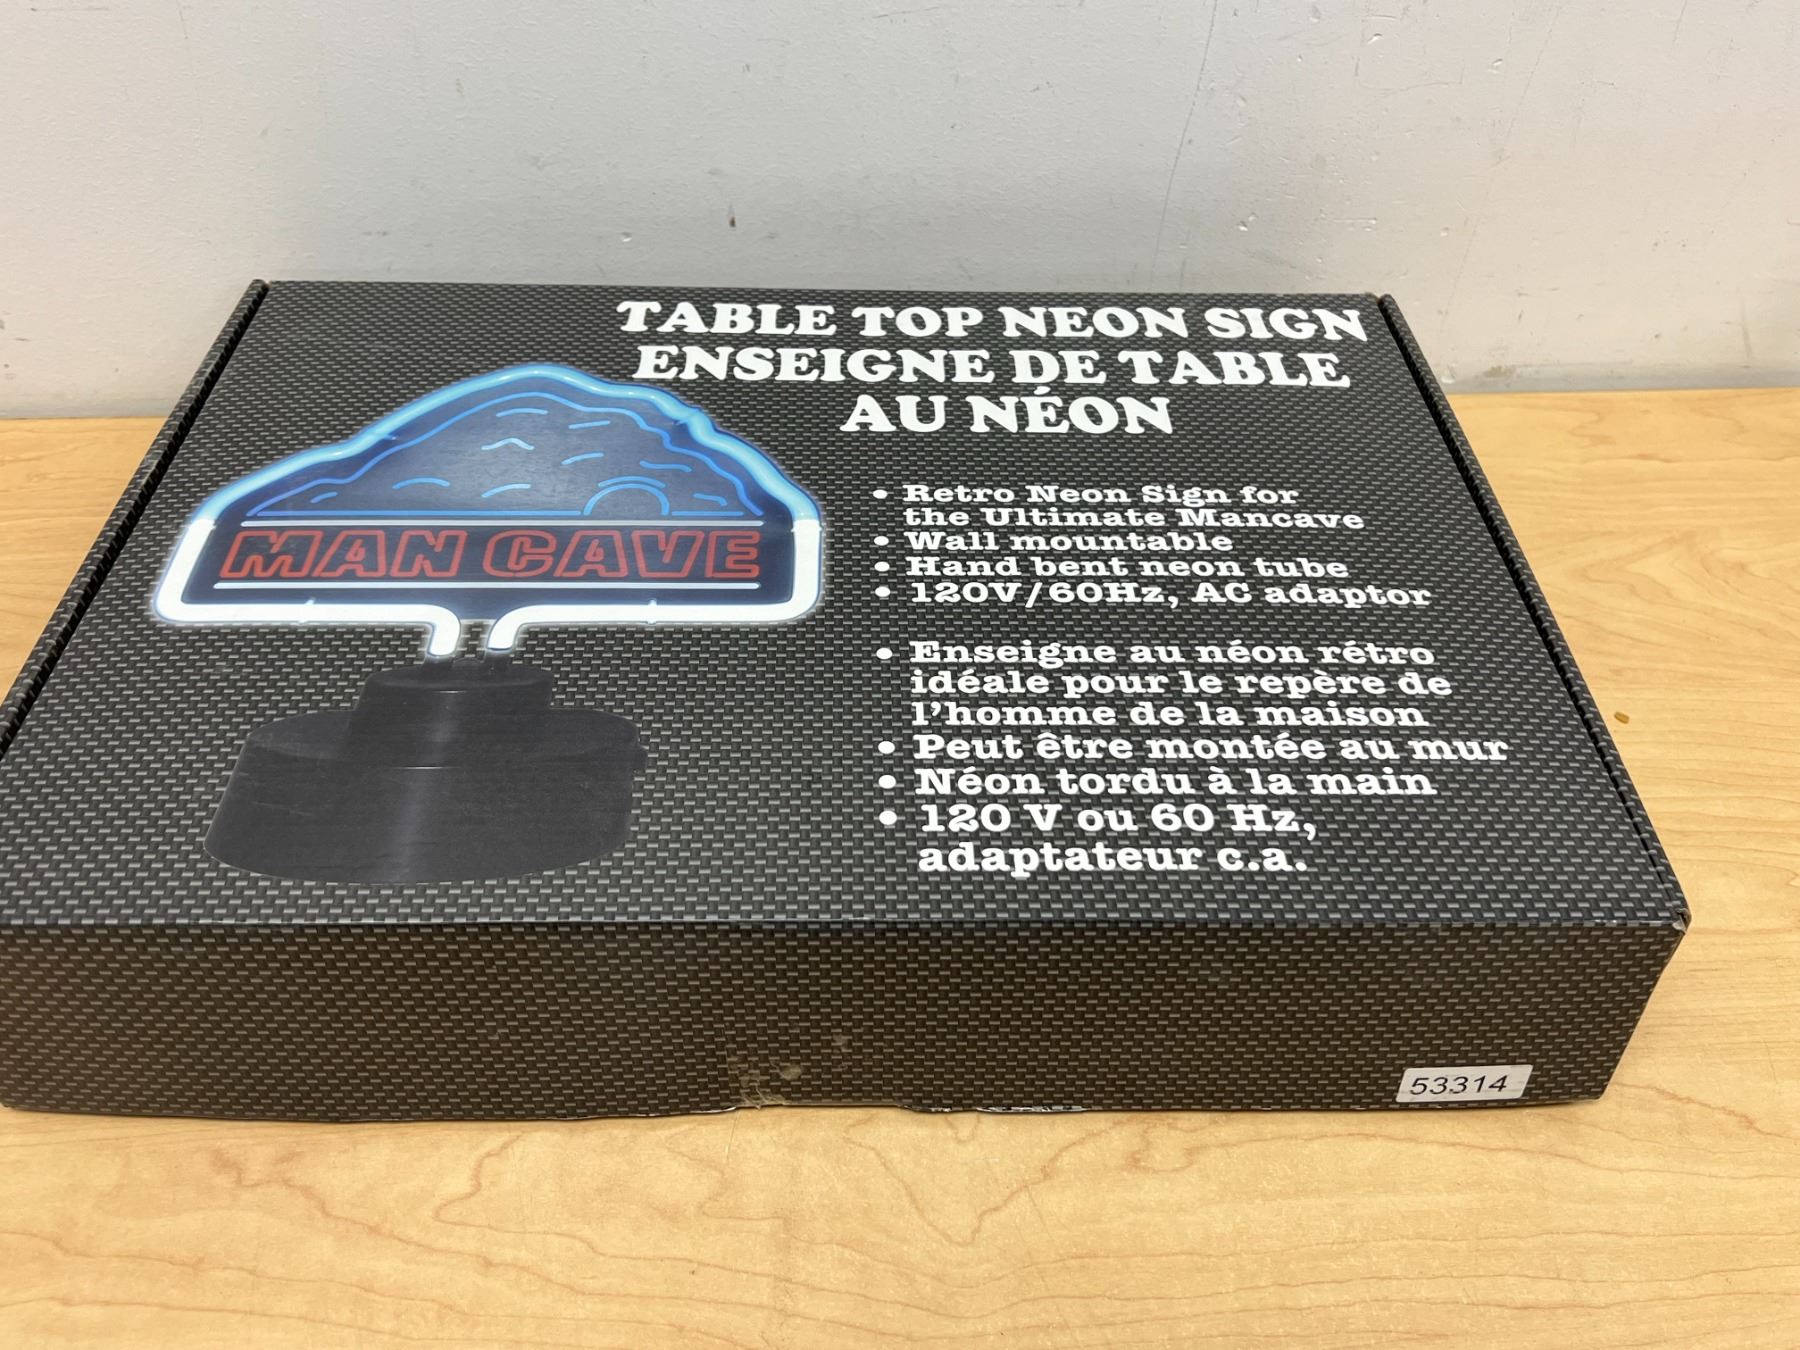 TABLE TOP NEON SIGN
ENSEIGNE DE TABLE
AU NÉON
MAN CAVE
• Retro Neon Sign for
the Ultimate Mancave
• Wall mountable
• Hand bent neon tube
• 120V/60Hz, AC adaptor
• Enseigne au néon rétro
idéale pour le repère de
l'homme de la maison
• Peut être montée au mur
• Néon tordu à la main
• 120 V ou 60 Hz,
adaptateur c.a.
53314